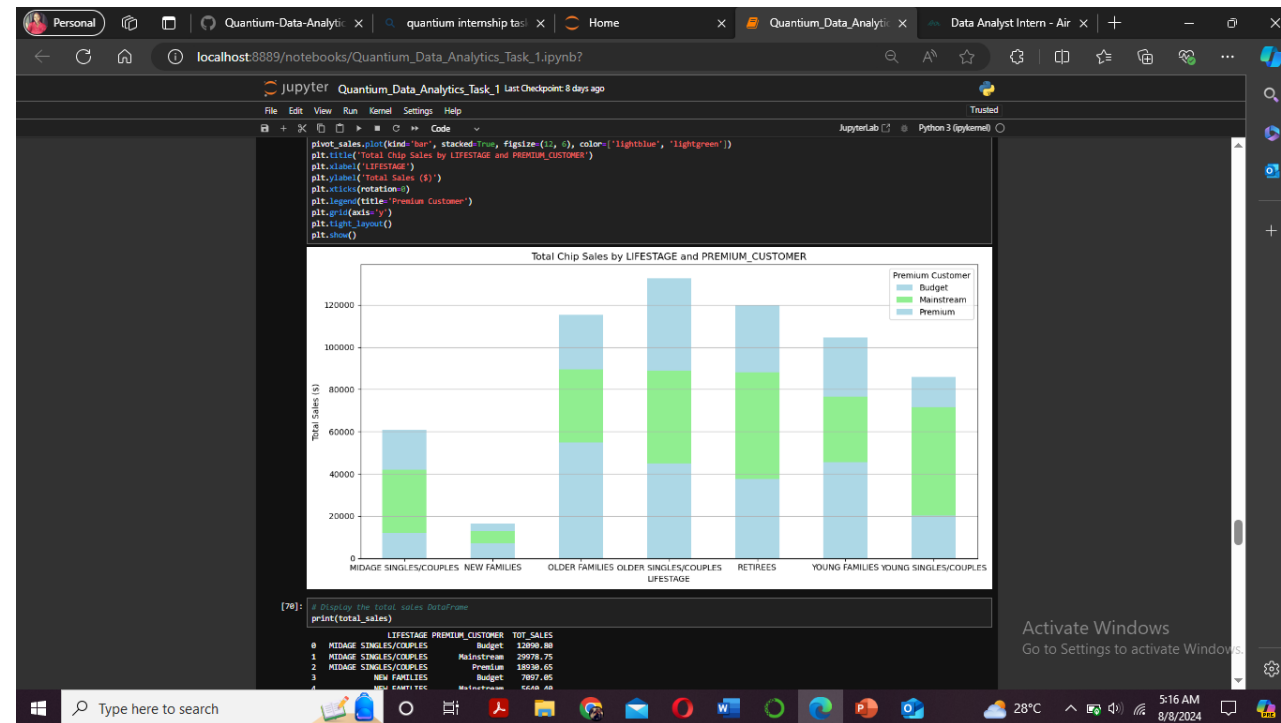 Personal
Quantium-Data-Analytic
quantium internship tas
Home
Quantium_Data_Analytic
Data Analyst Intern - Air
localhost:8889/notebooks/Quantium_Data_Analytics_Task_1.ipynb?
jupyter Quantium_Data_Analytics_Task_1 Last Checkpoint: 8 days ago
File Edit View Run Kernel Settings Help
Trusted
Code
JupyterLab
Python 3 (ipykernel)
pivot_sales.plot(kind='bar', stacked=True, figsize=(12, 6), color=['lightblue', 'lightgreen'])
plt.title('Total Chip Sales by LIFESTAGE and PREMIUM_CUSTOMER')
plt.xlabel('LIFESTAGE')
plt.ylabel('Total Sales ($)')
plt.xticks(rotation=0)
plt.legend(title='Premium Customer')
plt.grid(axis='y')
plt.tight_layout()
plt.show()
Total Chip Sales by LIFESTAGE and PREMIUM_CUSTOMER
Premium Customer
Budget
Mainstream
Premium
120000
100000
80000
60000
40000
20000
0
Total Sales ($)
MIDAGE SINGLES/COUPLES NEW FAMILIES OLDER FAMILIES OLDER SINGLES/COUPLES RETIREES YOUNG FAMILIES YOUNG SINGLES/COUPLES
LIFESTAGE
[70]: # Display the total sales DataFrame
print(total_sales)
LIFESTAGE PREMIUM_CUSTOMER TOT_SALES
0 MIDAGE SINGLES/COUPLES Budget 12090.80
1 MIDAGE SINGLES/COUPLES Mainstream 29978.75
2 MIDAGE SINGLES/COUPLES Premium 18930.65
3 NEW FAMILIES Budget 7097.05
4 NEW FAMILIES Mainstream 5640.40
Activate Windows
Go to Settings to activate Windows.
Type here to search
28°C
5:16 AM
8/8/2024